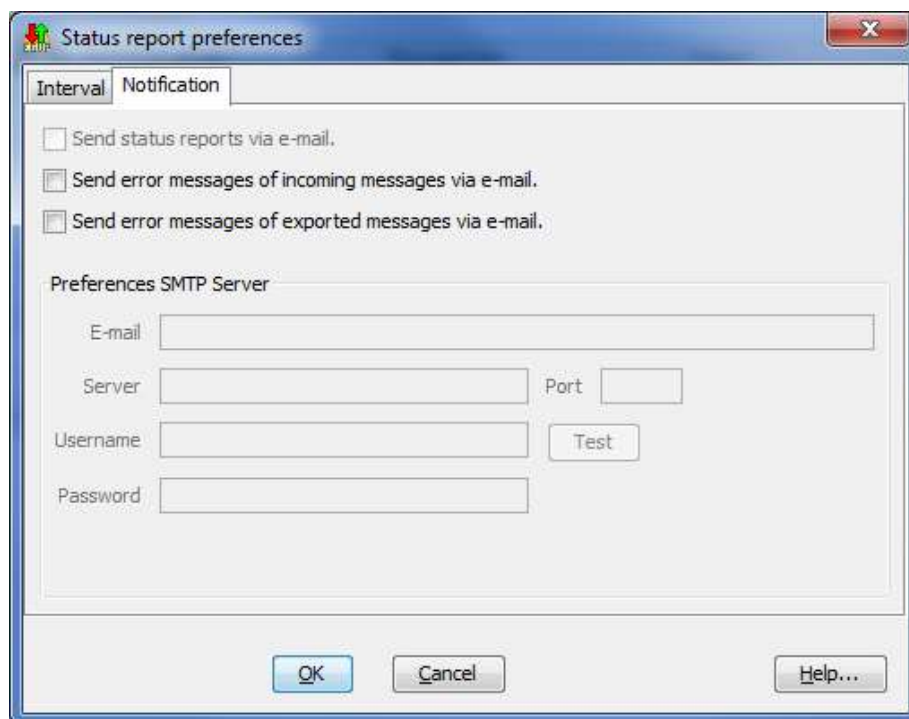 Status report preferences
Interval Notification
Send status reports via e-mail.
Send error messages of incoming messages via e-mail.
Send error messages of exported messages via e-mail.
Preferences SMTP Server
E-mail
Server Port
Username Test
Password
OK Cancel Help...